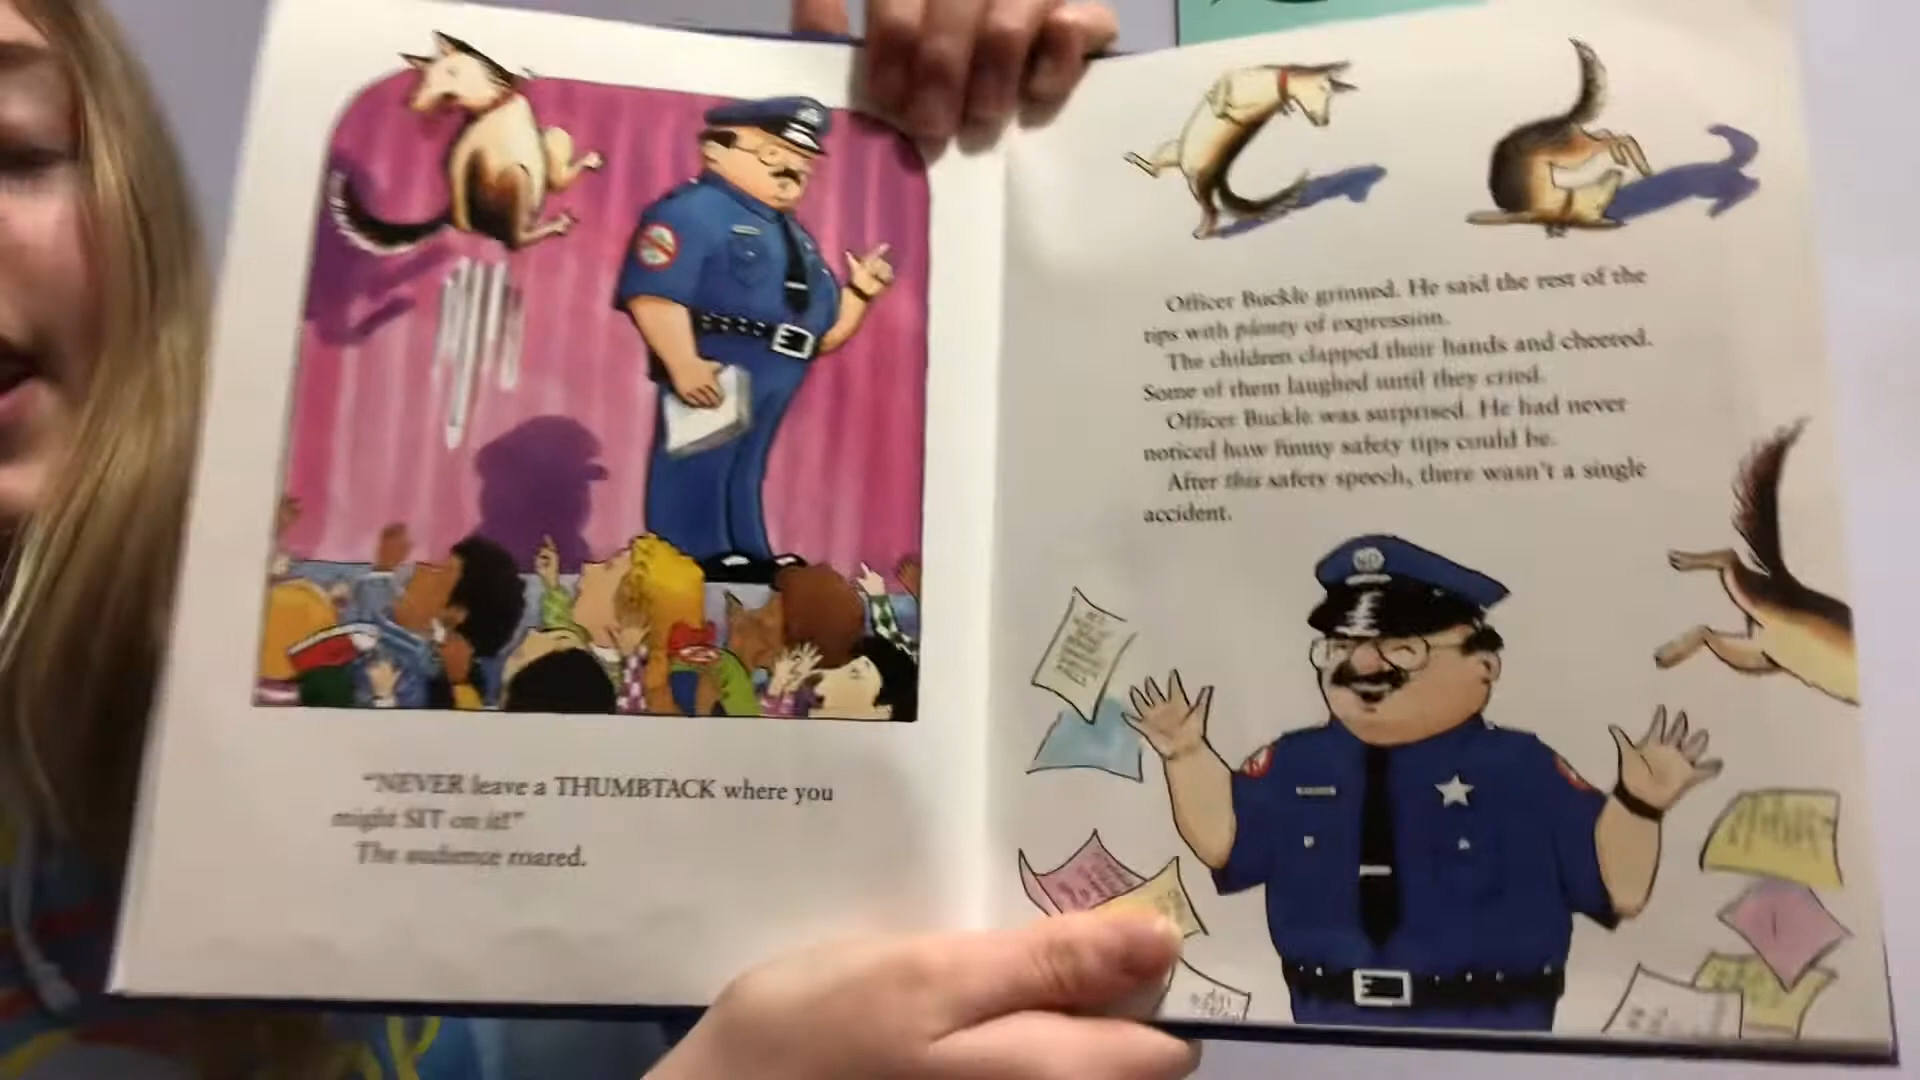 "NEVER leave a THUMBTACK where you
might SIT on it!"
The audience roared.
Officer Buckle grinned. He said the rest of the
tips with plenty of expression.
The children clapped their hands and cheered.
Some of them laughed until they cried.
Officer Buckle was surprised. He had never
noticed how funny safety tips could be.
After this safety speech, there wasn't a single
accident.